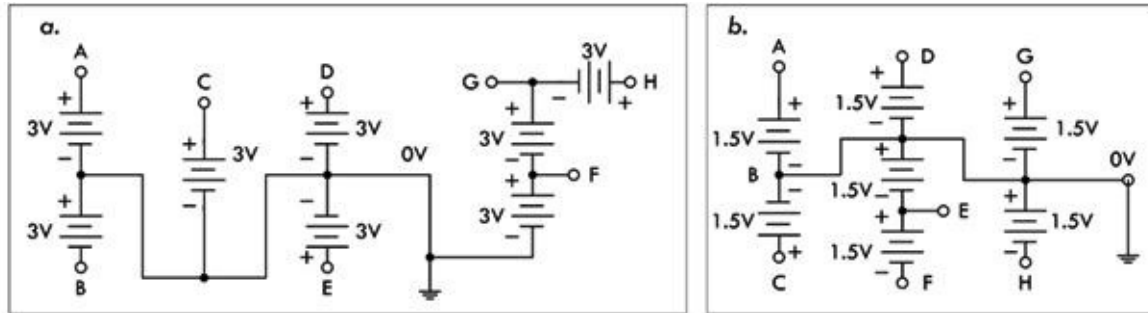 a.
A
C
D
G
3V
H
+
+
-
+
+
3V
+
3V
3V
0V
3V
-
3V
-
-
-
F
+
-
-
+
3V
3V
3V
-
+
B
E
b.
A
D
G
+
+
+
1.5V
1.5V
1.5V
-
-
+
-
0V
B
-
1.5V
+
-
1.5V
+
E
1.5V
+
1.5V
-
-
C
F
H